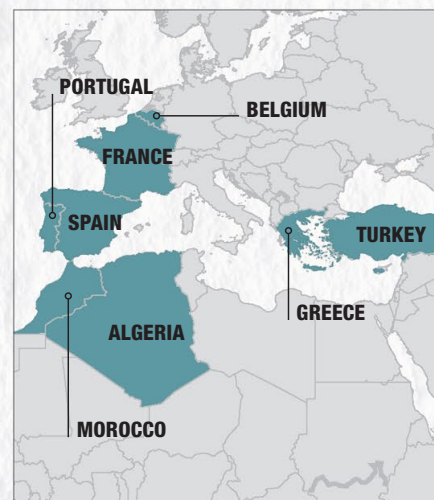 PORTUGAL
BELGIUM
FRANCE
SPAIN
TURKEY
GREECE
ALGERIA
MOROCCO